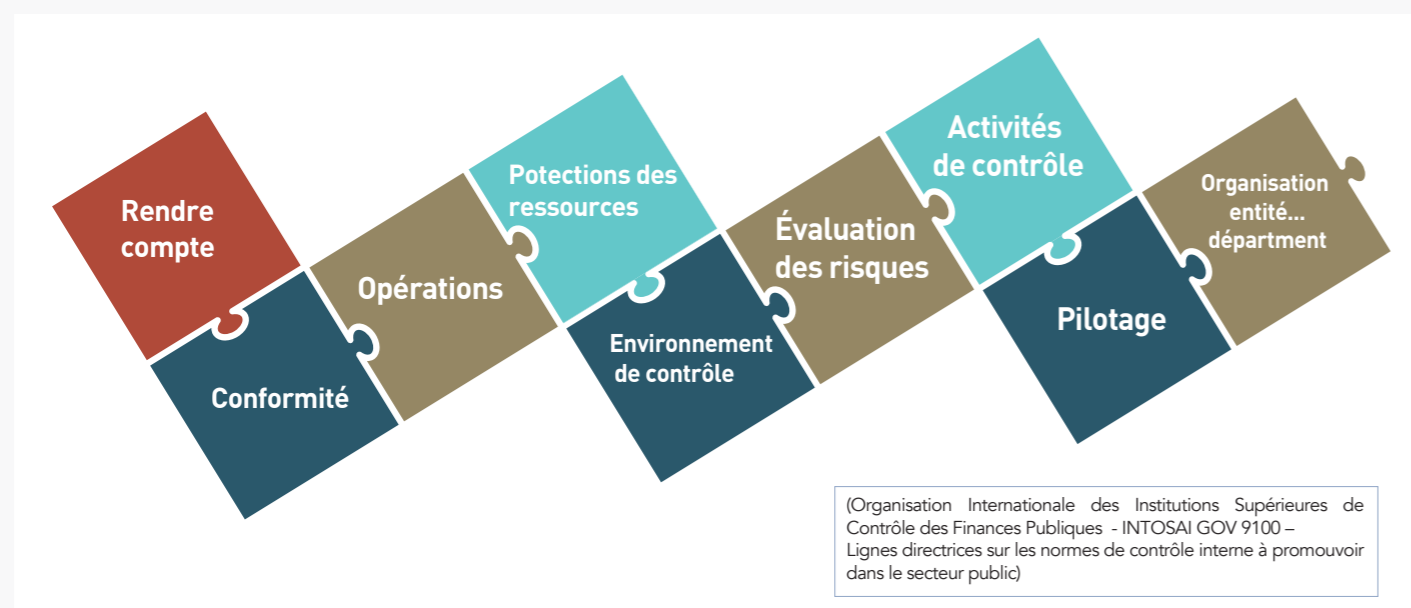 Rendre
compte
Conformité
Opérations
Potections des
ressources
Environnement
de contrôle
Évaluation
des risques
Activités
de contrôle
Pilotage
Organisation
entité...
départment
(Organisation Internationale des Institutions Supérieures de
Contrôle des Finances Publiques - INTOSAI GOV 9100 –
Lignes directrices sur les normes de contrôle interne à promouvoir
dans le secteur public)